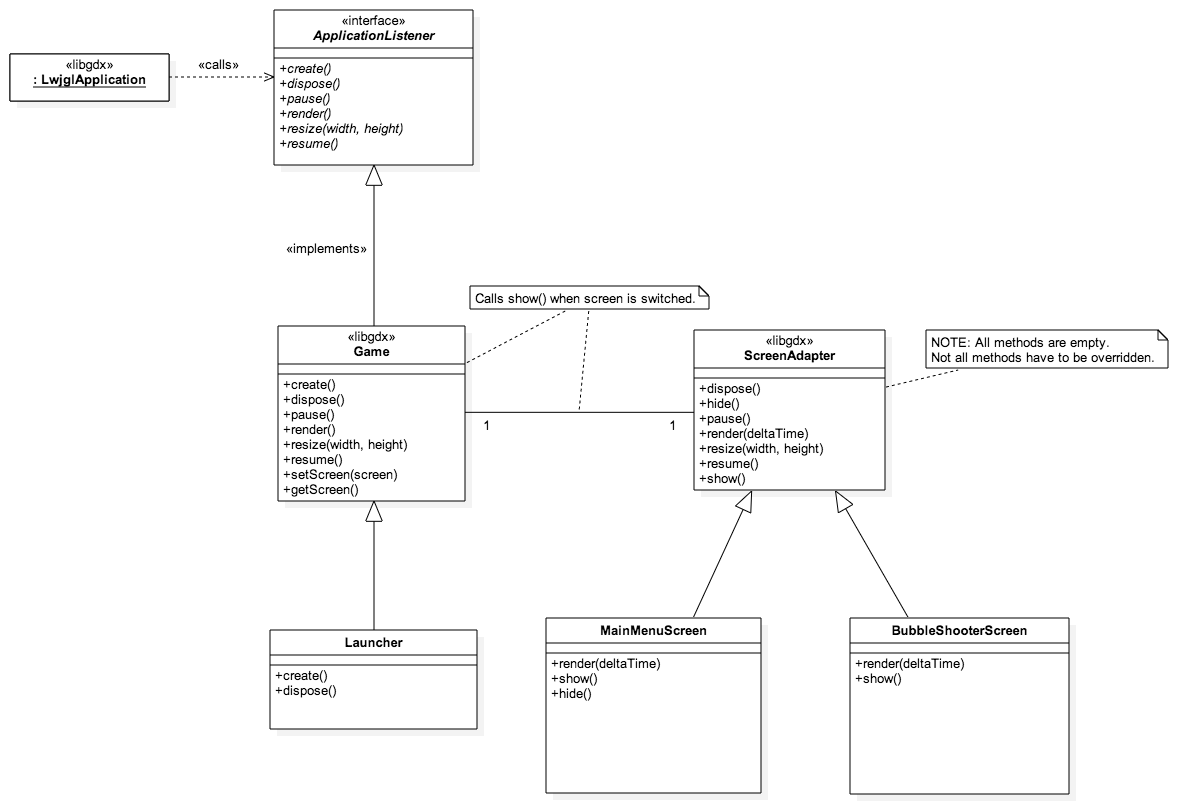 «interface»
ApplicationListener
+create()
+dispose()
+pause()
+render()
+resize(width, height)
+resume()
«libgdx»
: LwjglApplication
«calls»
«implements»
Calls show() when screen is switched.
«libgdx»
Game
+create()
+dispose()
+pause()
+render()
+resize(width, height)
+resume()
+setScreen(screen)
+getScreen()
1
1
«libgdx»
ScreenAdapter
+dispose()
+hide()
+pause()
+render(deltaTime)
+resize(width, height)
+resume()
+show()
NOTE: All methods are empty.
Not all methods have to be overridden.
Launcher
+create()
+dispose()
MainMenuScreen
+render(deltaTime)
+show()
+hide()
BubbleShooterScreen
+render(deltaTime)
+show()